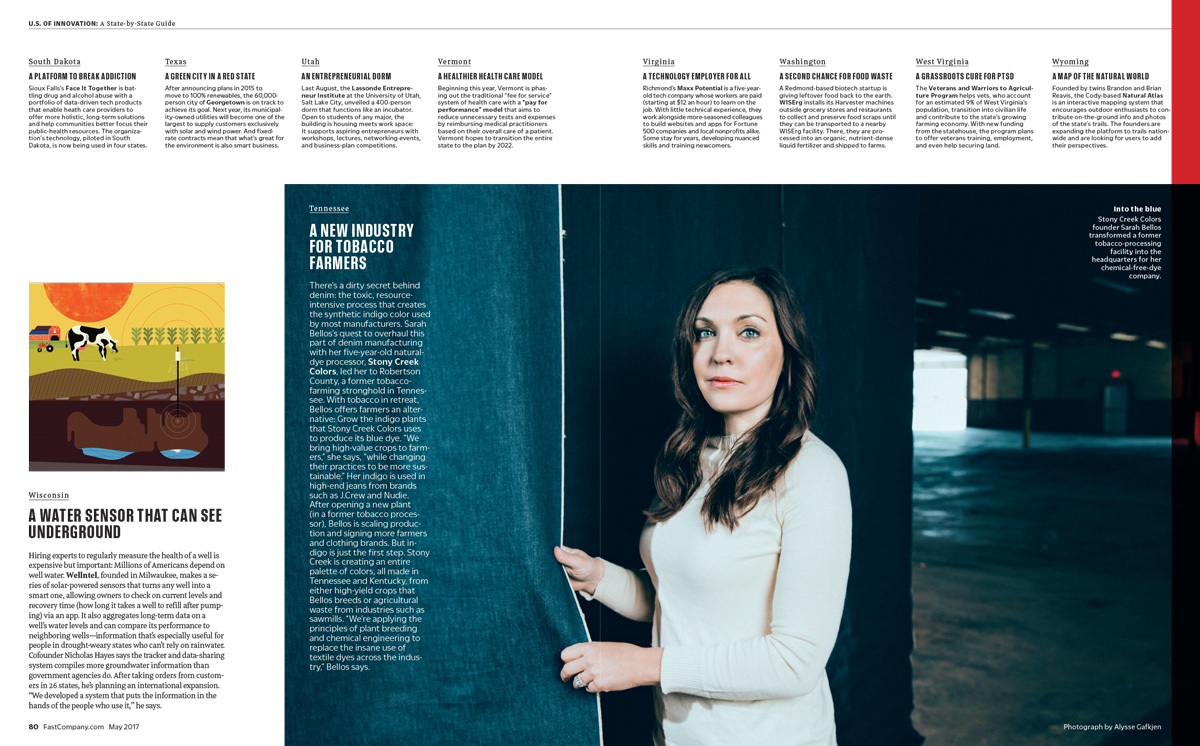 U.S. OF INNOVATION: A State-by-State Guide
South Dakota
A PLATFORM TO BREAK ADDICTION
Sioux Falls's Face It Together is bat-
tling drug and alcohol abuse with a
portfolio of data-driven tech products
that enable heath care providers to
offer more holistic, long-term solutions
and help communities better focus their
public-health resources. The organiza-
tion's technology, piloted in South
Dakota, is now being used in four states.
Texas
A GREEN CITY IN A RED STATE
After announcing plans in 2015 to
move to 100% renewables, the 60,000-
person city of Georgetown is on track to
achieve its goal. Next year, its municipal-
ity-owned utilities will become one of the
largest to supply customers exclusively
with solar and wind power. And fixed-
rate contracts mean that what's great for
the environment is also smart business.
Utah
AN ENTREPRENEURIAL DORM
Last August, the Lassonde Entrepre-
neur Institute at the University of Utah,
Salt Lake City, unveiled a 400-person
dorm that functions like an incubator.
Open to students of any major, the
building is housing meets work space:
It supports aspiring entrepreneurs with
workshops, lectures, networking events,
and business-plan competitions.
Vermont
A HEALTHIER HEALTH CARE MODEL
Beginning this year, Vermont is phas-
ing out the traditional "fee for service"
system of health care with a "pay for
performance" model that aims to
reduce unnecessary tests and expenses
by reimbursing medical practitioners
based on their overall care of a patient.
Vermont hopes to transition the entire
state to the plan by 2022.
Virginia
A TECHNOLOGY EMPLOYER FOR ALL
Richmond's Maxx Potential is a five-year-
old tech company whose workers are paid
(starting at $12 an hour) to learn on the
job. With little technical experience, they
work alongside more-seasoned colleagues
to build websites and apps for Fortune
500 companies and local nonprofits alike.
Some stay for years, developing nuanced
skills and training newcomers.
Washington
A SECOND CHANCE FOR FOOD WASTE
A Redmond-based biotech startup is
giving leftover food back to the earth.
WISErg installs its Harvester machines
outside grocery stores and restaurants
to collect and preserve food scraps until
they can be transported to a nearby
WISErg facility. There, they are pro-
cessed into an organic, nutrient-dense
liquid fertilizer and shipped to farms.
West Virginia
A GRASSROOTS CURE FOR PTSD
The Veterans and Warriors to Agricul-
ture Program helps vets, who account
for an estimated 9% of West Virginia's
population, transition into civilian life
and contribute to the state's growing
farming economy. With new funding
from the statehouse, the program plans
to offer veterans training, employment,
and even help securing land.
Wyoming
A MAP OF THE NATURAL WORLD
Founded by twins Brandon and Brian
Reavis, the Cody-based Natural Atlas
is an interactive mapping system that
encourages outdoor enthusiasts to con-
tribute on-the-ground info and photos
of the state's trails. The founders are
expanding the platform to trails nation-
wide and are looking for users to add
their perspectives.
Tennessee
A NEW INDUSTRY
FOR TOBACCO
FARMERS
There's a dirty secret behind
denim: the toxic, resource-
intensive process that creates
the synthetic indigo color used
by most manufacturers. Sarah
Bellos's quest to overhaul this
part of denim manufacturing
with her five-year-old natural-
dye processor, Stony Creek
Colors, led her to Robertson
County, a former tobacco-
farming stronghold in Tennes-
see. With tobacco in retreat,
Bellos offers farmers an alter-
native: Grow the indigo plants
that Stony Creek Colors uses
to produce its blue dye. "We
bring high-value crops to farm-
ers," she says, "while changing
their practices to be more sus-
tainable." Her indigo is used in
high-end jeans from brands
such as J.Crew and Nudie.
After opening a new plant
(in a former tobacco proces-
sor), Bellos is scaling produc-
tion and signing more farmers
and clothing brands. But in-
digo is just the first step. Stony
Creek is creating an entire
palette of colors, all made in
Tennessee and Kentucky, from
either high-yield crops that
Bellos breeds or agricultural
waste from industries such as
sawmills. "We're applying the
principles of plant breeding
and chemical engineering to
replace the insane use of
textile dyes across the indus-
try," Bellos says.
Into the blue
Stony Creek Colors
founder Sarah Bellos
transformed a former
tobacco-processing
facility into the
headquarters for her
chemical-free-dye
company.
Wisconsin
A WATER SENSOR THAT CAN SEE
UNDERGROUND
Hiring experts to regularly measure the health of a well is
expensive but important: Millions of Americans depend on
well water. Wellntel, founded in Milwaukee, makes a se-
ries of solar-powered sensors that turns any well into a
smart one, allowing owners to check on current levels and
recovery time (how long it takes a well to refill after pump-
ing) via an app. It also aggregates long-term data on a
well's water levels and can compare its performance to
neighboring wells—information that's especially useful for
people in drought-weary states who can't rely on rainwater.
Cofounder Nicholas Hayes says the tracker and data-sharing
system compiles more groundwater information than
government agencies do. After taking orders from custom-
ers in 26 states, he's planning an international expansion.
"We developed a system that puts the information in the
hands of the people who use it," he says.
80 FastCompany.com May 2017
Photograph by Alysse Gafkjen